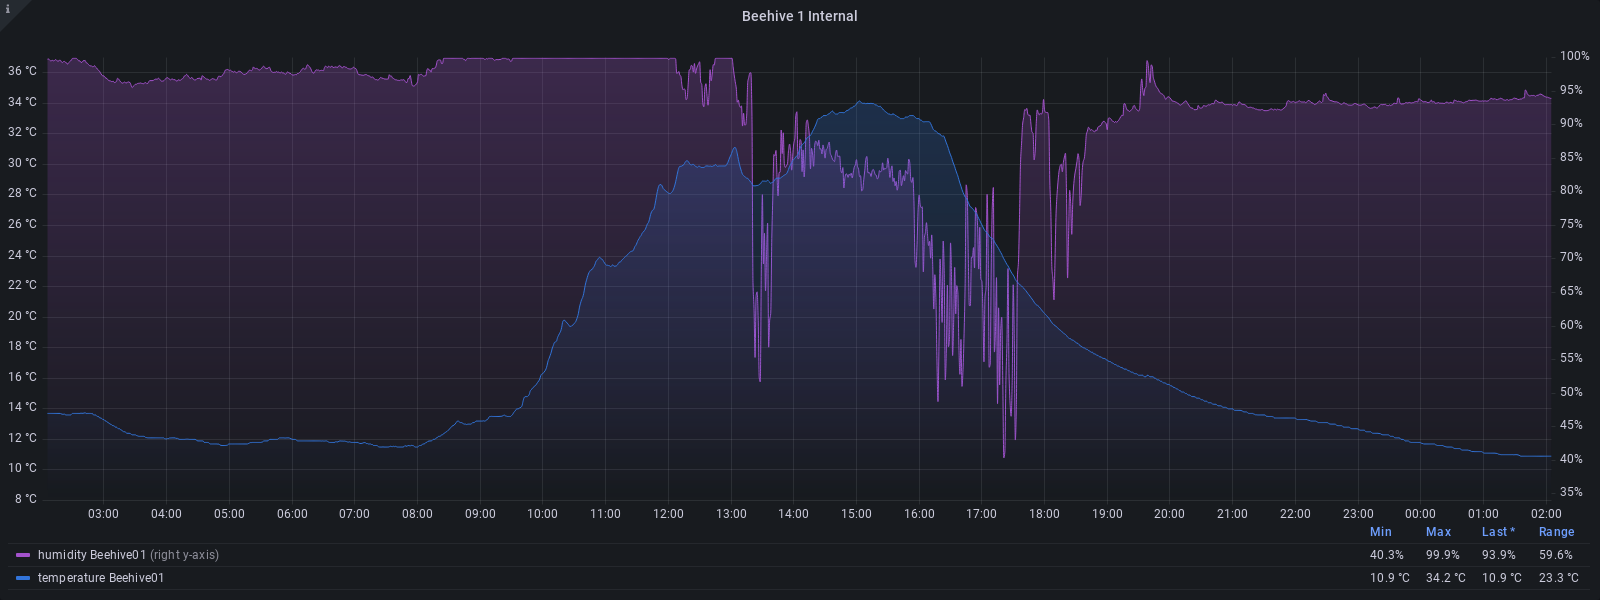 i
Beehive 1 Internal
36 °C
34 °C
32 °C
30 °C
28 °C
26 °C
24 °C
22 °C
20 °C
18 °C
16 °C
14 °C
12 °C
10 °C
8 °C
100%
95%
90%
85%
80%
75%
70%
65%
60%
55%
50%
45%
40%
35%
03:00 04:00 05:00 06:00 07:00 08:00 09:00 10:00 11:00 12:00 13:00 14:00 15:00 16:00 17:00 18:00 19:00 20:00 21:00 22:00 23:00 00:00 01:00 02:00
Min Max Last * Range
humidity Beehive01 (right y-axis) 40.3% 99.9% 93.9% 59.6%
temperature Beehive01 10.9 °C 34.2 °C 10.9 °C 23.3 °C